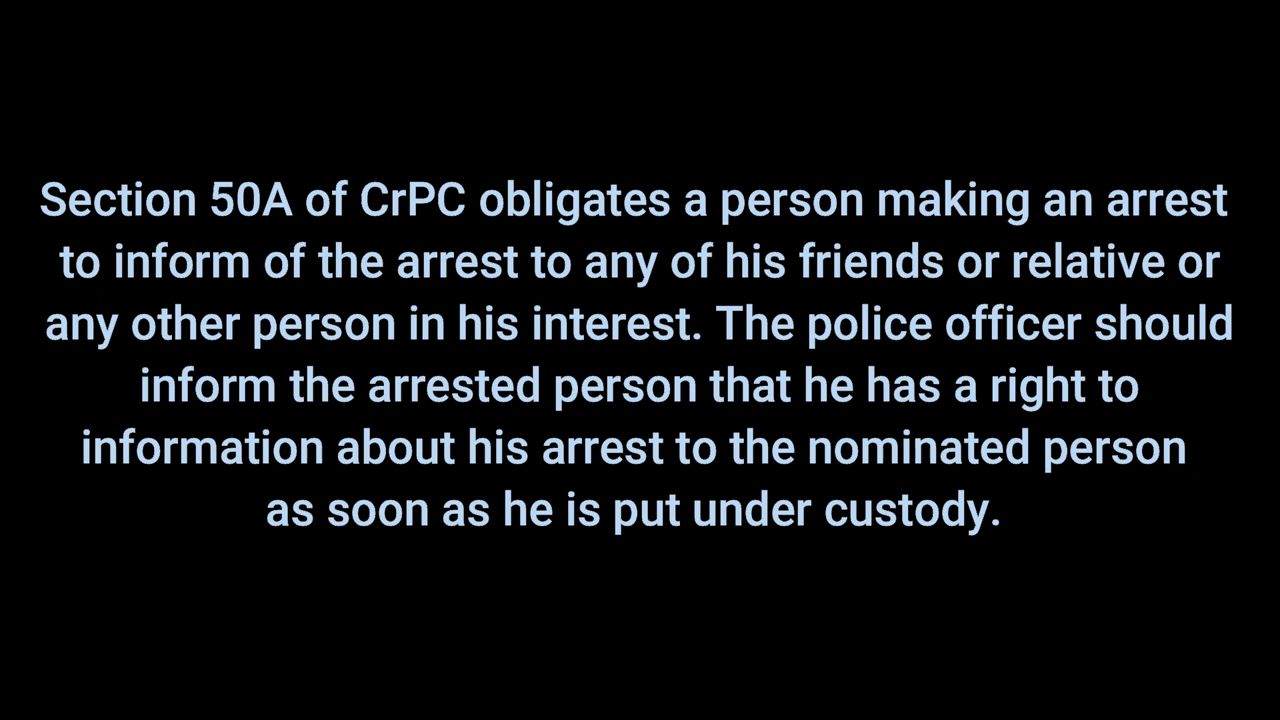 Section 50A of CrPC obligates a person making an arrest
to inform of the arrest to any of his friends or relative or
any other person in his interest. The police officer should
inform the arrested person that he has a right to
information about his arrest to the nominated person
as soon as he is put under custody.